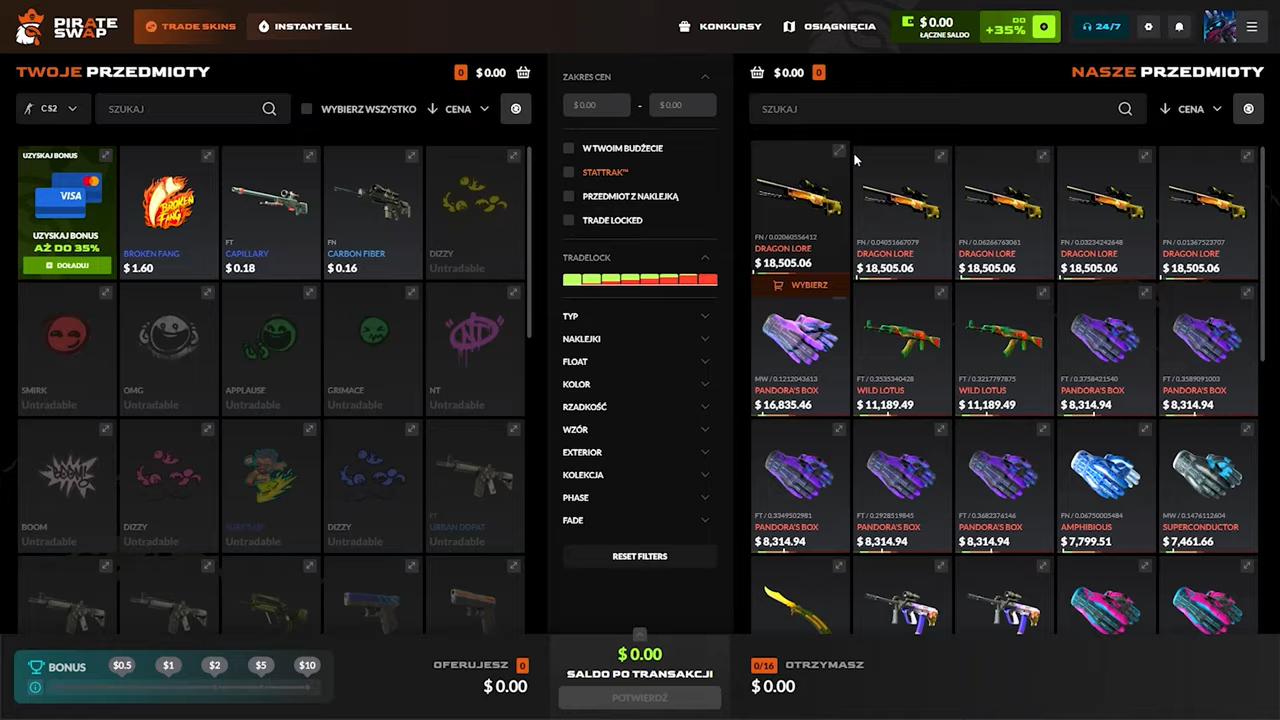 PIRATE SWAP
TRADE SKINS
INSTANT SELL
KONKURSY
OSIĄGNIĘCIA
$0.00
ŁĄCZNE SALDO
DO +35%
24/7
TWOJE PRZEDMIOTY
0 $0.00
CS2
SZUKAJ
WYBIERZ WSZYSTKO
CENA
UZYSKAJ BONUS
VISA
UZYSKAJ BONUS
AŻ DO 35%
DOŁADUJ
BROKEN FANG
BROKEN FANG
$ 1.60
FT
CAPILLARY
$ 0.18
FN
CARBON FIBER
$ 0.16
DIZZY
Untradable
SMIRK
Untradable
OMG
Untradable
APPLAUSE
Untradable
GRIMACE
Untradable
NT
Untradable
BOOM
Untradable
DIZZY
Untradable
Untradable
DIZZY
Untradable
FT
URBAN DDPAT
Untradable
ZAKRES CEN
$ 0.00 - $ 0.00
W TWOIM BUDŻECIE
STATTRAK™
PRZEDMIOT Z NAKLEJKĄ
TRADE LOCKED
TRADELOCK
TYP
NAKLEJKI
FLOAT
KOLOR
RZADKOŚĆ
WZÓR
EXTERIOR
KOLEKCJA
PHASE
FADE
RESET FILTERS
$0.00 0
NASZE PRZEDMIOTY
SZUKAJ
CENA
FN / 0.02060556412
DRAGON LORE
$ 18,505.06
WYBIERZ
FN / 0.04051667079
DRAGON LORE
$ 18,505.06
FN / 0.06266763061
DRAGON LORE
$ 18,505.06
FN / 0.03234242648
DRAGON LORE
$ 18,505.06
FN / 0.01367523707
DRAGON LORE
$ 18,505.06
MW / 0.1212043613
PANDORA'S BOX
$ 16,835.46
FT / 0.3535340428
WILD LOTUS
$ 11,189.49
FT / 0.3217797875
WILD LOTUS
$ 11,189.49
FT / 0.3758421540
PANDORA'S BOX
$ 8,314.94
FT / 0.3589091003
PANDORA'S BOX
$ 8,314.94
FT / 0.3349502981
PANDORA'S BOX
$ 8,314.94
FT / 0.2928519845
PANDORA'S BOX
$ 8,314.94
FT / 0.3682376146
PANDORA'S BOX
$ 8,314.94
FN / 0.06750005484
AMPHIBIOUS
$ 7,799.51
MW / 0.1476112604
SUPERCONDUCTOR
$ 7,461.66
BONUS
$0.5 $1 $2 $5 $10
OFERUJESZ 0
$0.00
$0.00
SALDO PO TRANSAKCJI
POTWIERDŹ
0/16 OTRZYMASZ
$0.00